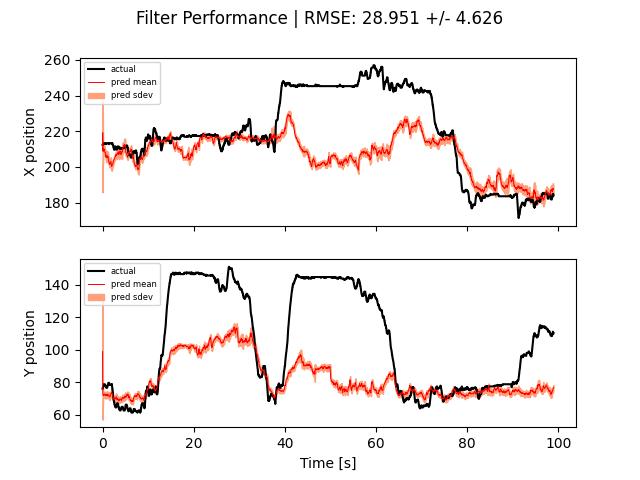 Filter Performance | RMSE: 28.951 +/- 4.626
260
240
220
200
180
X position
actual
pred mean
pred sdev
140
120
100
80
60
Y position
actual
pred mean
pred sdev
0 20 40 60 80 100
Time [s]